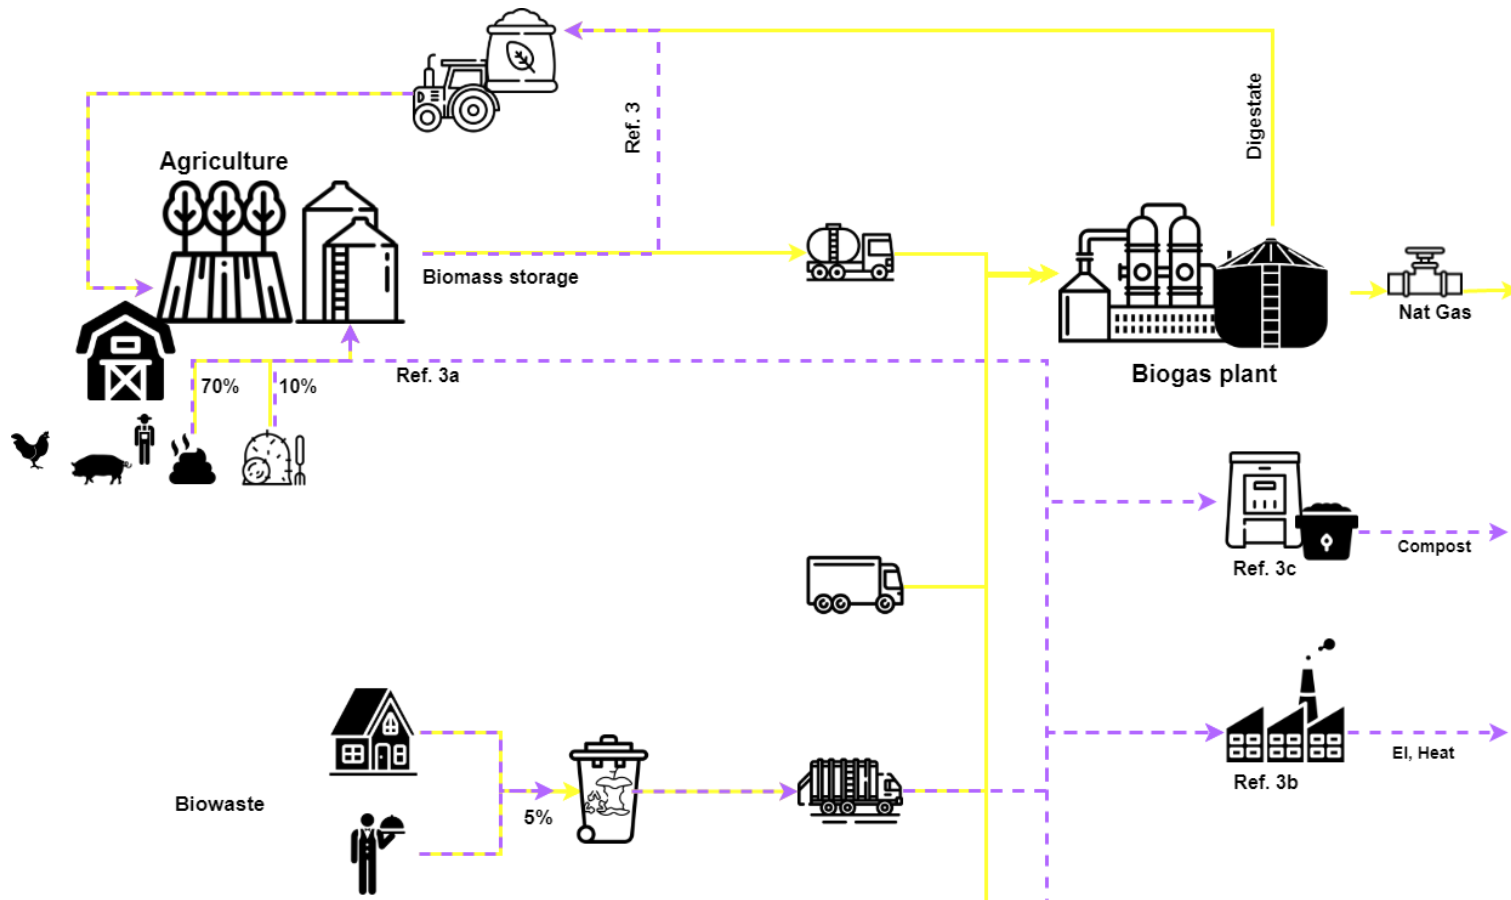 Ref. 3
Digestate
Agriculture
Biomass storage
Nat Gas
Biogas plant
70%
10%
Ref. 3a
Ref. 3c
Compost
El, Heat
Ref. 3b
Biowaste
5%